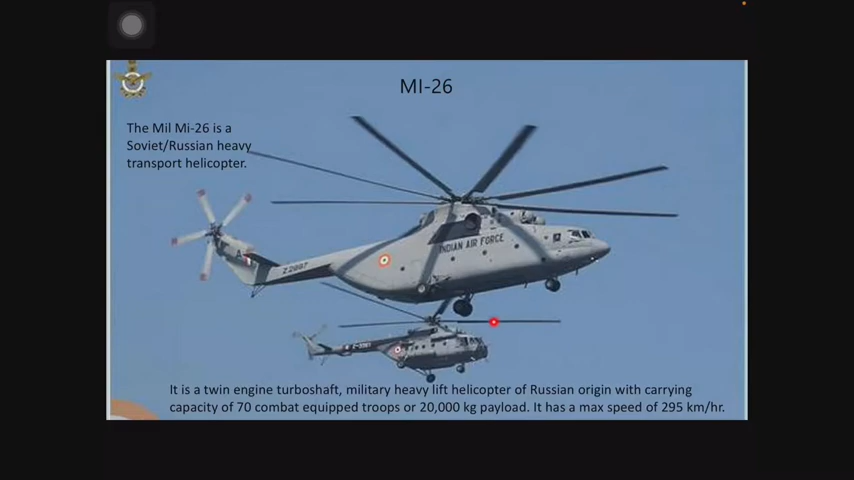 MI-26
The Mil Mi-26 is a
Soviet/Russian heavy
transport helicopter.
INDIAN AIR FORCE
Z2897
It is a twin engine turboshaft, military heavy lift helicopter of Russian origin with carrying
capacity of 70 combat equipped troops or 20,000 kg payload. It has a max speed of 295 km/hr.